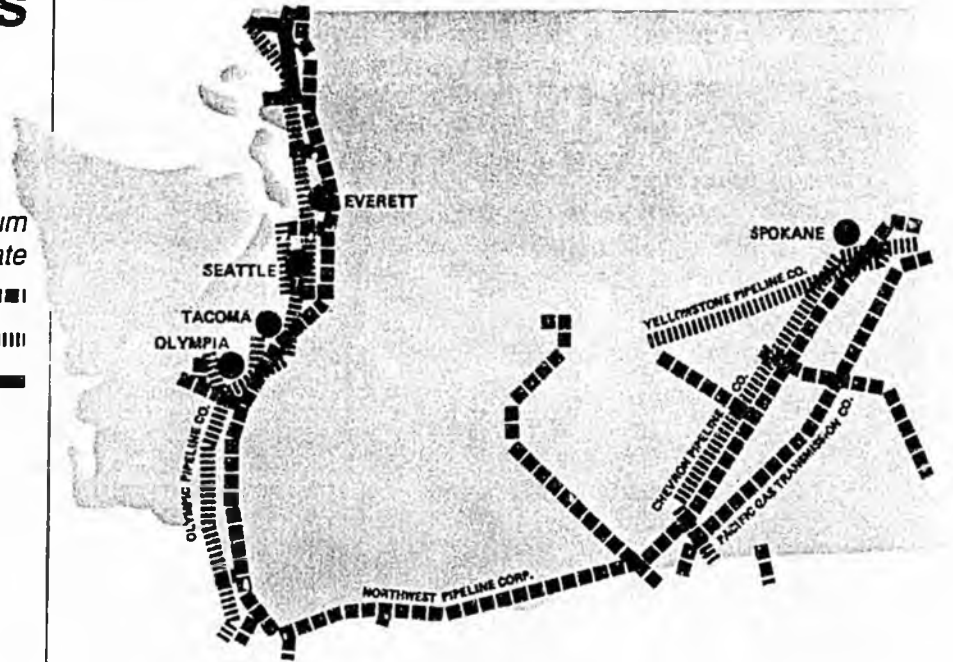 S
um
ate
EVERETT
SEATTLE
TACOMA
OLYMPIA
SPOKANE
YELLOWSTONE PIPELINE CO.
CHEVRON PIPELINE CO.
PACIFIC GAS TRANSMISSION CO.
OLYMPIC PIPELINE CO.
NORTHWEST PIPELINE CORP.